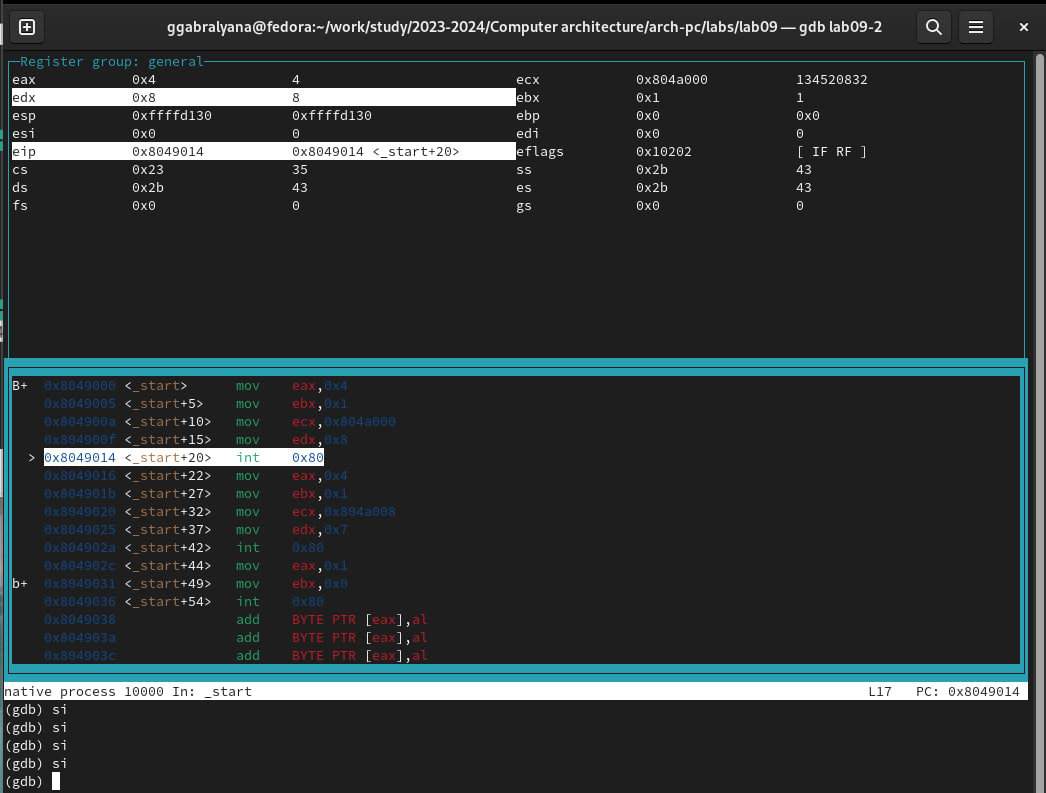 ggabralyana@fedora:~/work/study/2023-2024/Computer architecture/arch-pc/labs/lab09 — gdb lab09-2
Register group: general
eax 0x4 4 ecx 0x804a000 134520832
edx 0x8 8 ebx 0x1 1
esp 0xffffd130 0xffffd130 ebp 0x0 0x0
esi 0x0 0 edi 0x0 0
eip 0x8049014 0x8049014 <_start+20> eflags 0x10202 [ IF RF ]
cs 0x23 35 ss 0x2b 43
ds 0x2b 43 es 0x2b 43
fs 0x0 0 gs 0x0 0
B+ 0x8049000 <_start> mov eax,0x4
0x8049005 <_start+5> mov ebx,0x1
0x804900a <_start+10> mov ecx,0x804a000
0x804900f <_start+15> mov edx,0x8
> 0x8049014 <_start+20> int 0x80
0x8049016 <_start+22> mov eax,0x4
0x804901b <_start+27> mov ebx,0x1
0x8049020 <_start+32> mov ecx,0x804a008
0x8049025 <_start+37> mov edx,0x7
0x804902a <_start+42> int 0x80
0x804902c <_start+44> mov eax,0x1
b+ 0x8049031 <_start+49> mov ebx,0x0
0x8049036 <_start+54> int 0x80
0x8049038 add BYTE PTR [eax],al
0x804903a add BYTE PTR [eax],al
0x804903c add BYTE PTR [eax],al
native process 10000 In: _start L17 PC: 0x8049014
(gdb) si
(gdb) si
(gdb) si
(gdb) si
(gdb)